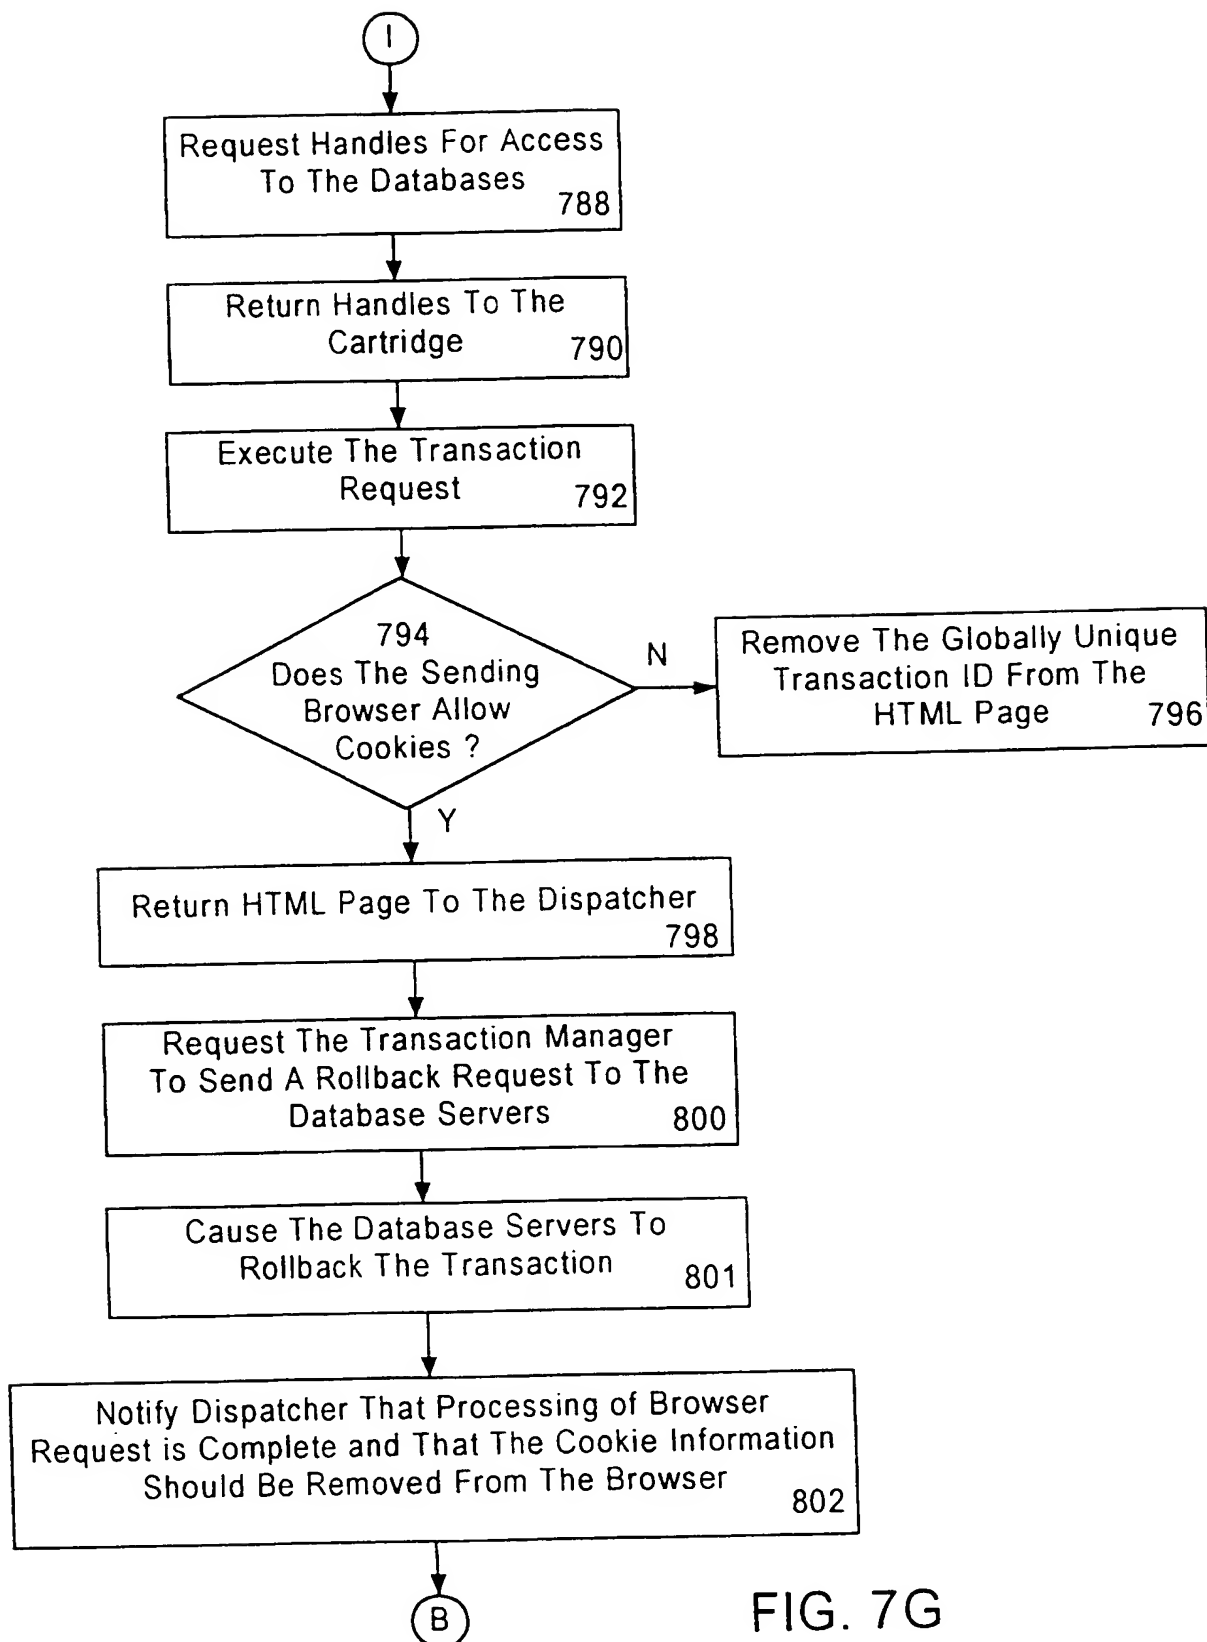 I
Request Handles For Access
To The Databases
788
Return Handles To The
Cartridge 790
Execute The Transaction
Request 792
794
Does The Sending
Browser Allow
Cookies ?
N
Remove The Globally Unique
Transaction ID From The
HTML Page 796
Y
Return HTML Page To The Dispatcher
798
Request The Transaction Manager
To Send A Rollback Request To The
Database Servers 800
Cause The Database Servers To
Rollback The Transaction 801
Notify Dispatcher That Processing of Browser
Request is Complete and That The Cookie Information
Should Be Removed From The Browser 802
B
FIG. 7G